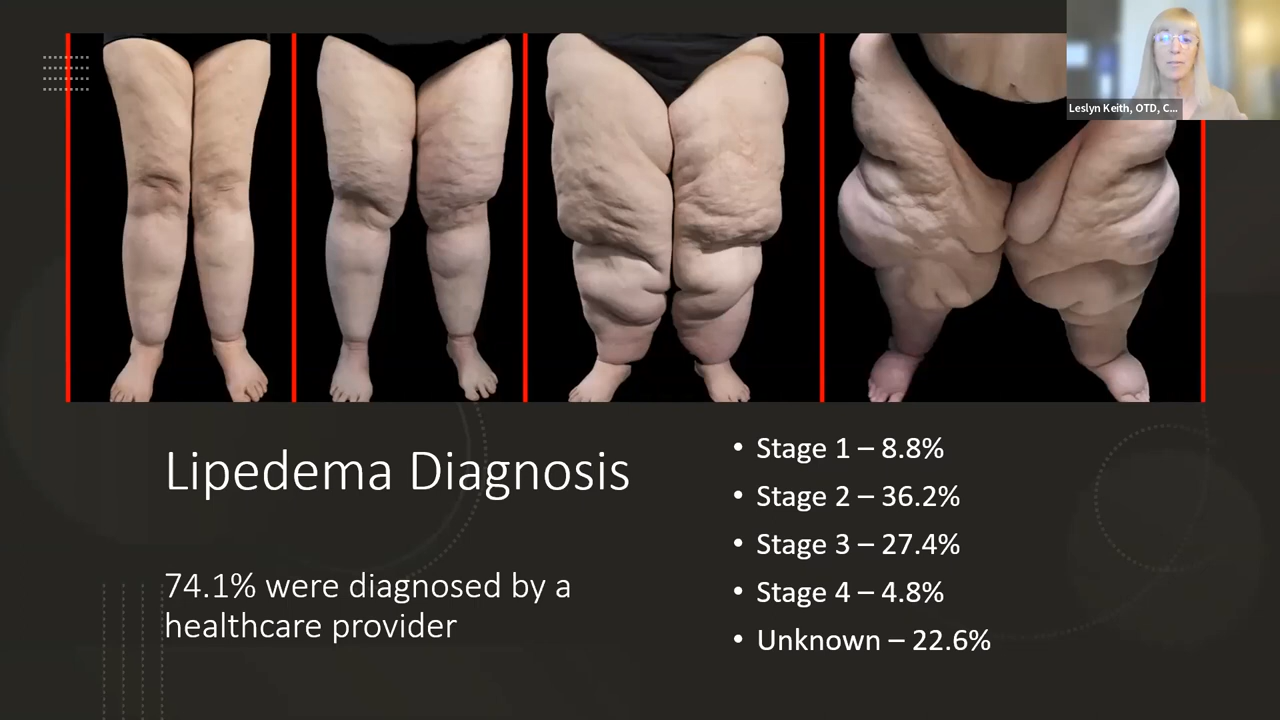 Leslyn Keith, OTD, C...
Lipedema Diagnosis
74.1% were diagnosed by a
healthcare provider
• Stage 1 – 8.8%
• Stage 2 – 36.2%
• Stage 3 – 27.4%
• Stage 4 – 4.8%
• Unknown – 22.6%